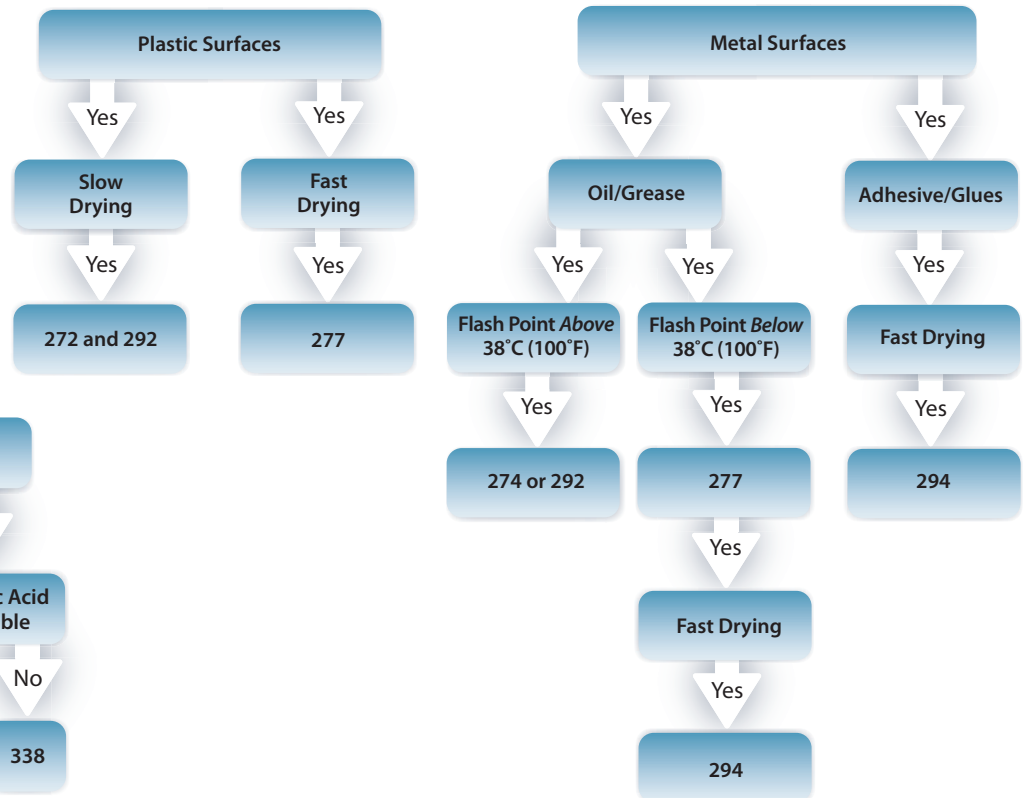 Plastic Surfaces
Yes
Yes
Slow
Drying
Fast
Drying
Yes
Yes
272 and 292
277
Metal Surfaces
Yes
Yes
Oil/Grease
Adhesive/Glues
Yes
Yes
Yes
Flash Point Above
38˚C (100˚F)
Flash Point Below
38˚C (100˚F)
Fast Drying
Yes
Yes
Yes
274 or 292
277
294
Yes
Fast Drying
Yes
294
Acid
No
338